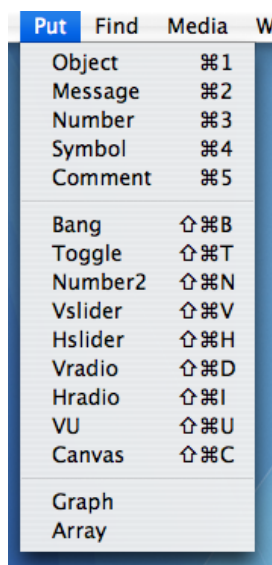 Put Find Media W
Object ⌘1
Message ⌘2
Number ⌘3
Symbol ⌘4
Comment ⌘5
Bang ⇧⌘B
Toggle ⇧⌘T
Number2 ⇧⌘N
Vslider ⇧⌘V
Hslider ⇧⌘H
Vradio ⇧⌘D
Hradio ⇧⌘I
VU ⇧⌘U
Canvas ⇧⌘C
Graph
Array